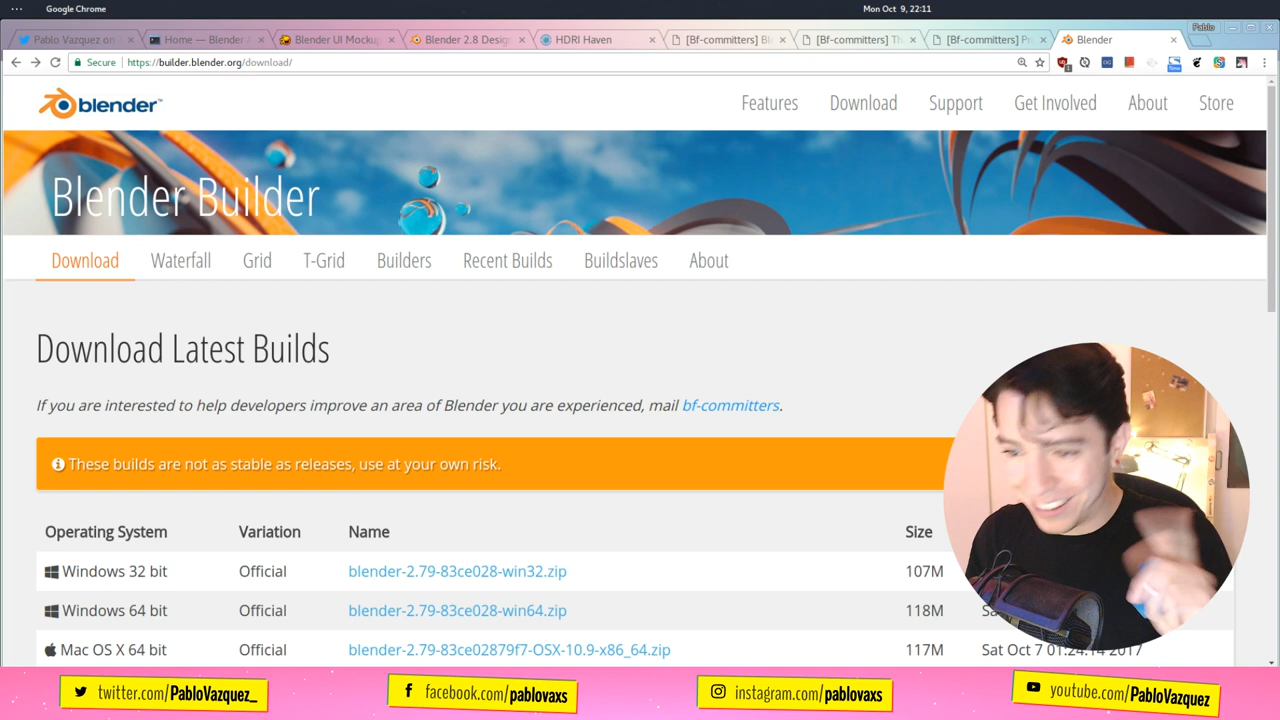 Google Chrome
Mon Oct 9, 22:11
Pablo Vazquez on
Home — Blender
Blender UI Mockup
Blender 2.8 Design
HDRI Haven
[Bf-committers] Bl
[Bf-committers] Th
[Bf-committers] Pr
Blender
Pablo
Secure https://builder.blender.org/download/
blender
Features Download Support Get Involved About Store
Blender Builder
Download Waterfall Grid T-Grid Builders Recent Builds Buildslaves About
Download Latest Builds
If you are interested to help developers improve an area of Blender you are experienced, mail bf-committers.
These builds are not as stable as releases, use at your own risk.
Operating System Variation Name Size
Windows 32 bit Official blender-2.79-83ce028-win32.zip 107M
Windows 64 bit Official blender-2.79-83ce028-win64.zip 118M
Mac OS X 64 bit Official blender-2.79-83ce02879f7-OSX-10.9-x86_64.zip 117M Sat Oct 7 01:24:14 2017
twitter.com/PabloVazquez_
facebook.com/pablovaxs
instagram.com/pablovaxs
youtube.com/PabloVazquez